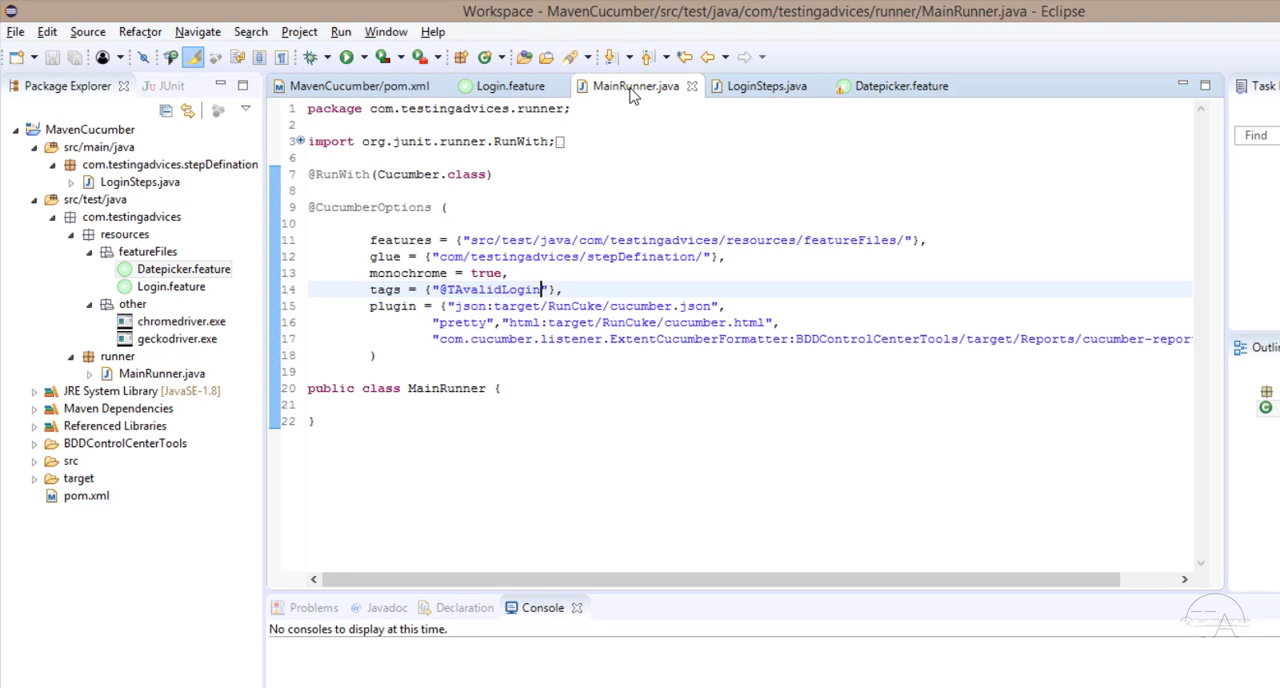 Workspace - MavenCucumber/src/test/java/com/testingadvices/runner/MainRunner.java - Eclipse
File Edit Source Refactor Navigate Search Project Run Window Help
Package Explorer JUnit
MavenCucumber/pom.xml Login.feature MainRunner.java LoginSteps.java Datepicker.feature
Task
MavenCucumber
src/main/java
com.testingadvices.stepDefination
LoginSteps.java
src/test/java
com.testingadvices
resources
featureFiles
Datepicker.feature
Login.feature
other
chromedriver.exe
geckodriver.exe
runner
MainRunner.java
JRE System Library [JavaSE-1.8]
Maven Dependencies
Referenced Libraries
BDDControlCenterTools
src
target
pom.xml
1 package com.testingadvices.runner;
2
3 import org.junit.runner.RunWith;
6
7 @RunWith(Cucumber.class)
8
9 @CucumberOptions (
10
11 features = {"src/test/java/com/testingadvices/resources/featureFiles/"},
12 glue = {"com/testingadvices/stepDefination/"},
13 monochrome = true,
14 tags = {"@TAvalidLogin"},
15 plugin = {"json:target/RunCuke/cucumber.json",
16 "pretty","html:target/RunCuke/cucumber.html",
17 "com.cucumber.listener.ExtentCucumberFormatter:BDDControlCenterTools/target/Reports/cucumber-repor
18 )
19
20 public class MainRunner {
21
22 }
Find
Outlin
Problems Javadoc Declaration Console
No consoles to display at this time.